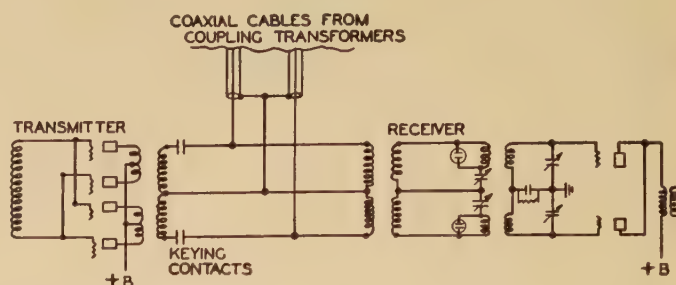 COAXIAL CABLES FROM
COUPLING TRANSFORMERS
TRANSMITTER
RECEIVER
KEYING
CONTACTS
+B
+B